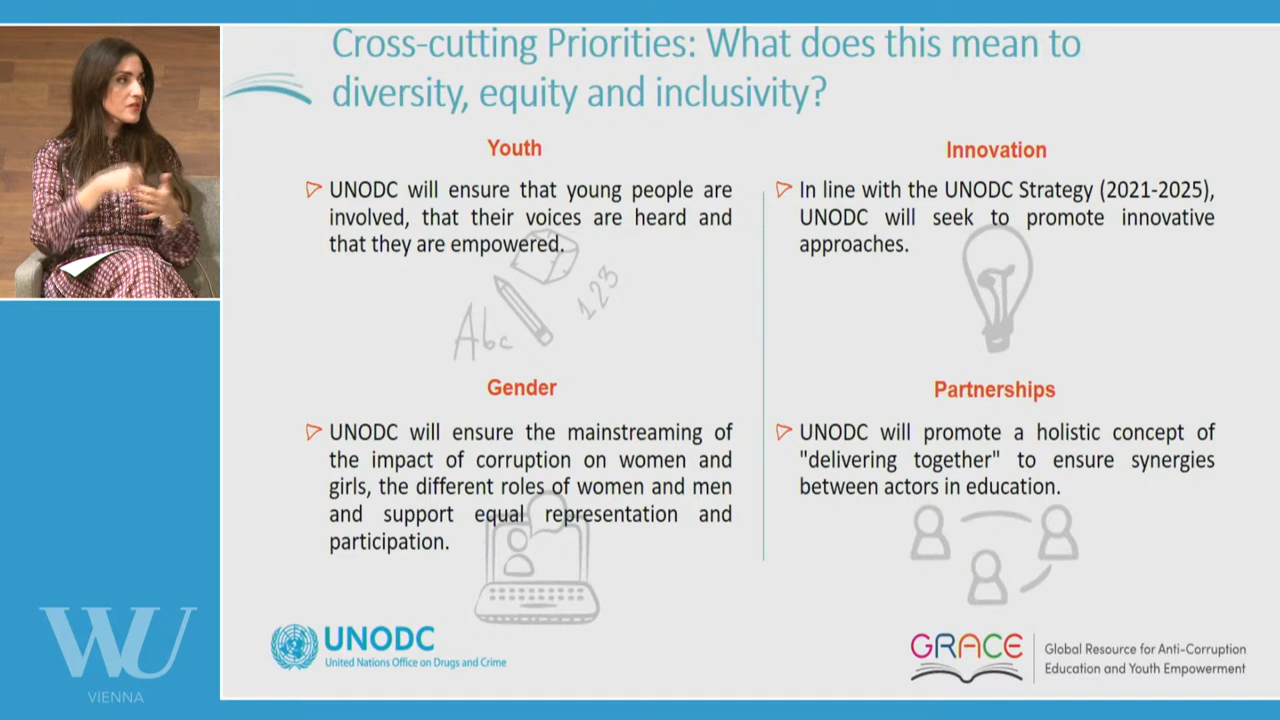 Cross-cutting Priorities: What does this mean to
diversity, equity and inclusivity?
Youth
UNODC will ensure that young people are
involved, that their voices are heard and
that they are empowered.
Abc
123
Gender
UNODC will ensure the mainstreaming of
the impact of corruption on women and
girls, the different roles of women and men
and support equal representation and
participation.
Innovation
In line with the UNODC Strategy (2021-2025),
UNODC will seek to promote innovative
approaches.
Partnerships
UNODC will promote a holistic concept of
"delivering together" to ensure synergies
between actors in education.
WU
VIENNA
UNODC
United Nations Office on Drugs and Crime
GRACE
Global Resource for Anti-Corruption
Education and Youth Empowerment